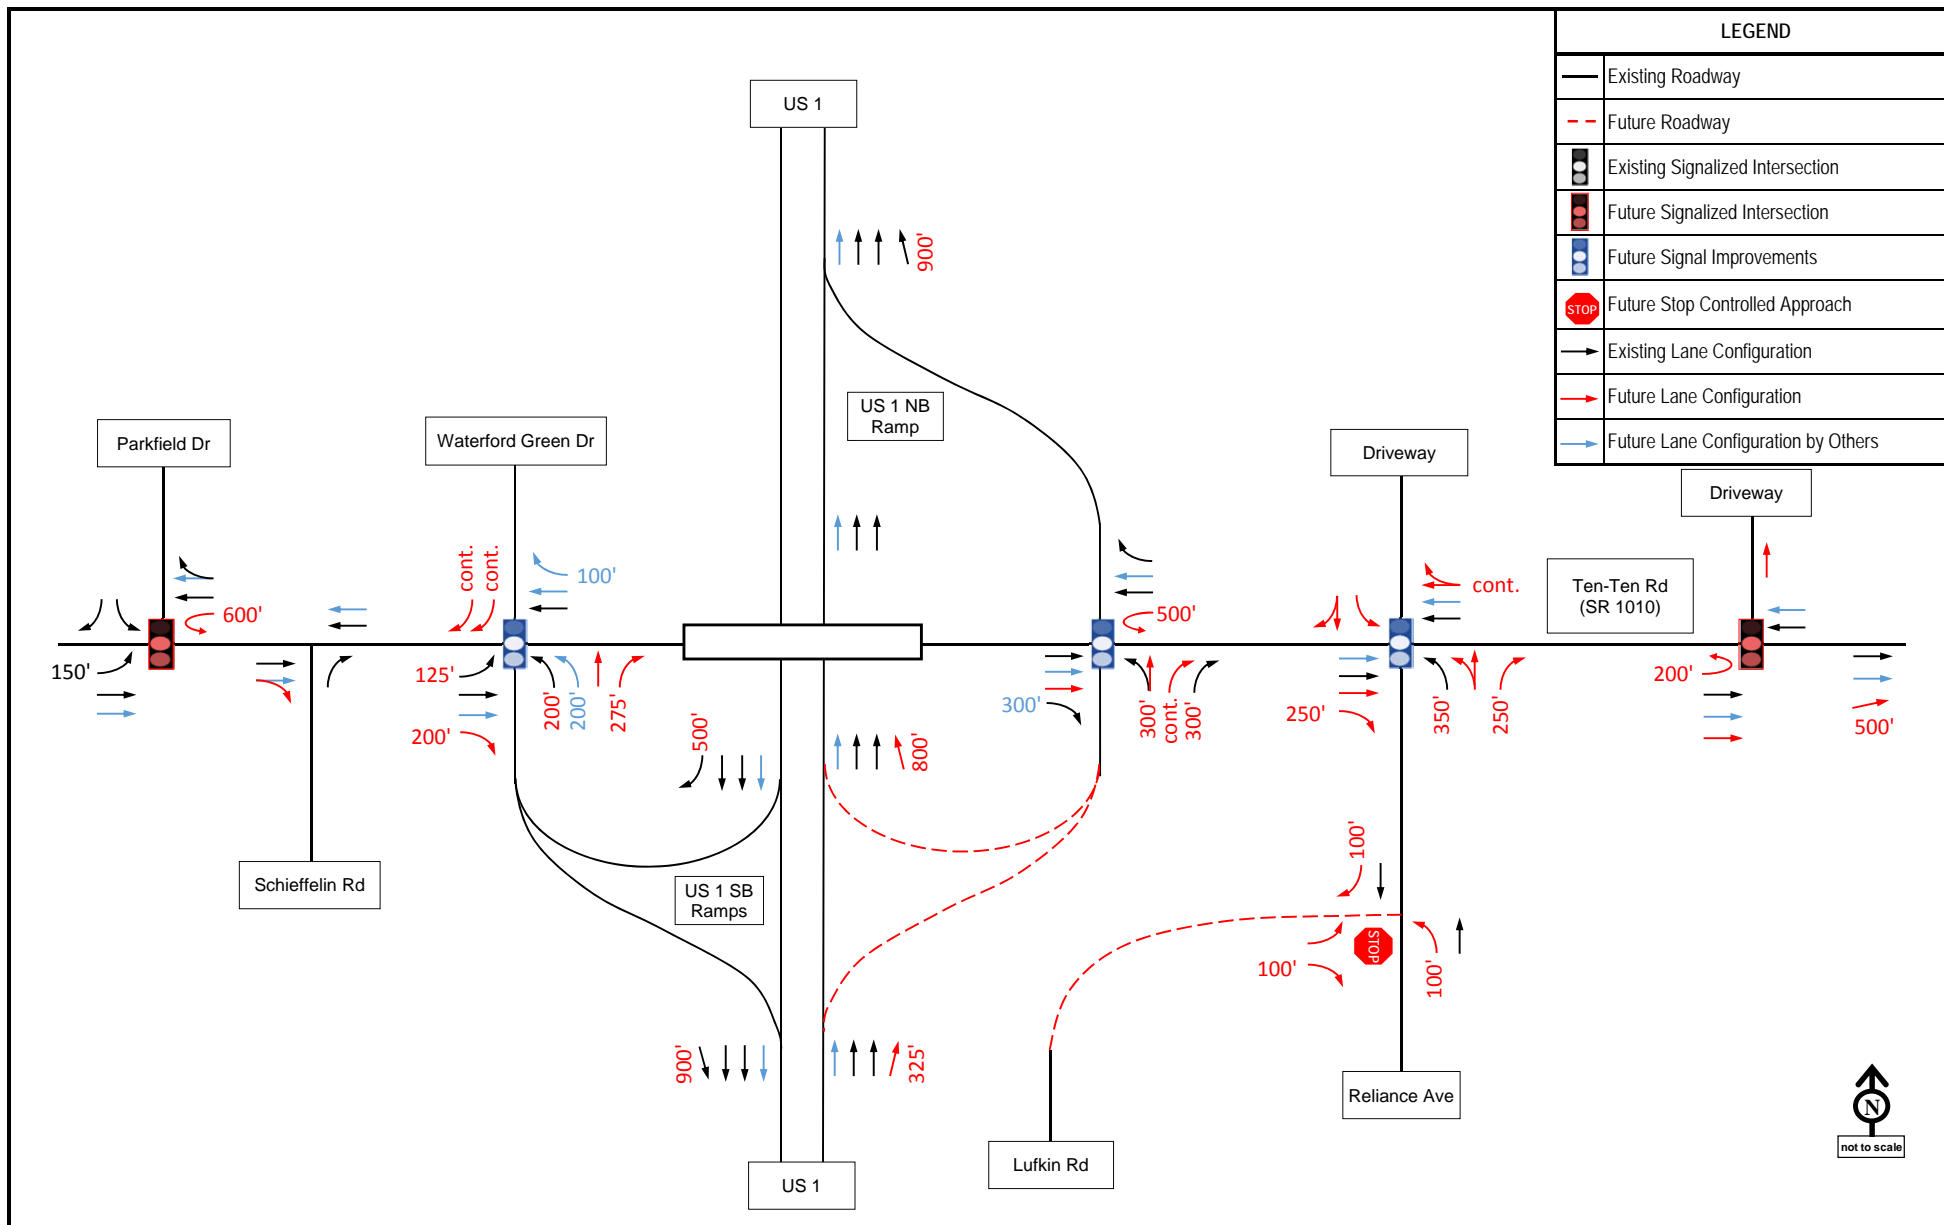 LEGEND
Existing Roadway
Future Roadway
Existing Signalized Intersection
Future Signalized Intersection
Future Signal Improvements
STOP
Future Stop Controlled Approach
Existing Lane Configuration
Future Lane Configuration
Future Lane Configuration by Others
US 1
900'
US 1 NB
Ramp
Parkfield Dr
Waterford Green Dr
Driveway
Driveway
cont.
cont.
100'
cont.
Ten-Ten Rd
(SR 1010)
600'
500'
150'
125'
200'
200'
200'
275'
300'
300'
cont.
300'
250'
350'
250'
200'
500'
500'
800'
100'
Schieffelin Rd
US 1 SB
Ramps
STOP
100'
100'
900'
325'
Reliance Ave
Lufkin Rd
US 1
N
not to scale